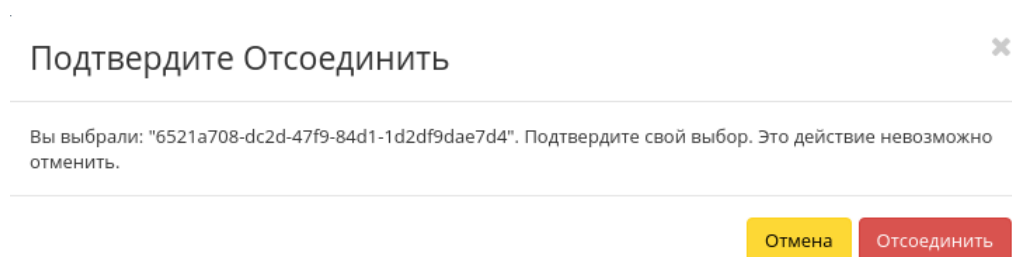 Подтвердите Отсоединить
Вы выбрали: "6521a708-dc2d-47f9-84d1-1d2df9dae7d4". Подтвердите свой выбор. Это действие невозможно
отменить.
Отмена Отсоединить